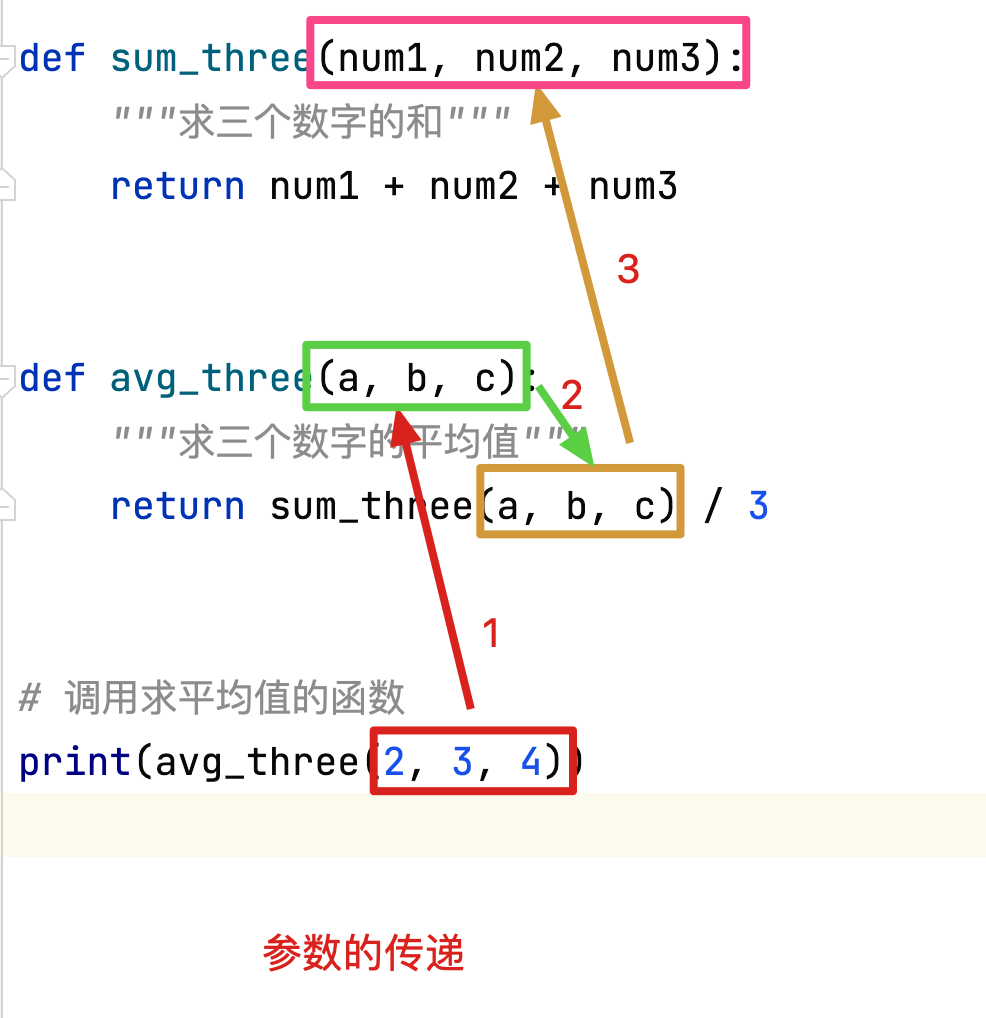 def sum_three(num1, num2, num3):
"""求三个数字的和"""
return num1 + num2 + num3
3
def avg_three(a, b, c):
2
"""求三个数字的平均值"""
return sum_three(a, b, c) / 3
1
# 调用求平均值的函数
print(avg_three(2, 3, 4))
参数的传递